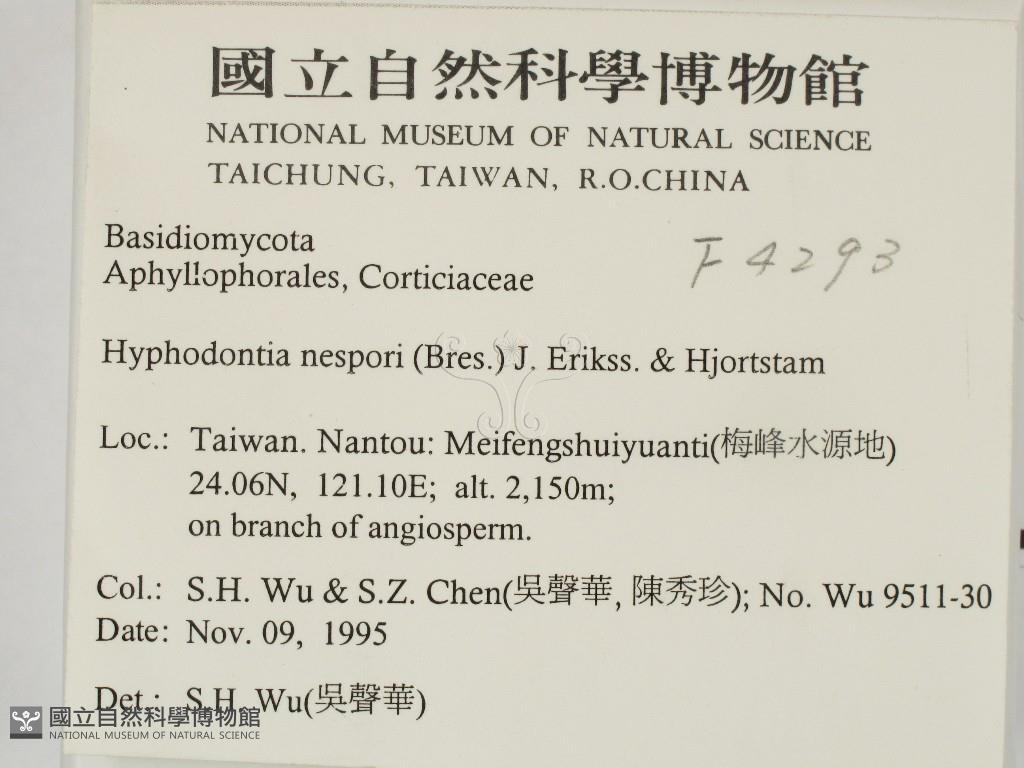 國立自然科學博物館
NATIONAL MUSEUM OF NATURAL SCIENCE
TAICHUNG, TAIWAN, R.O.CHINA
Basidiomycota
F4293
Aphyllophorales, Corticiaceae
Hyphodontia nespori (Bres.) J. Erikss. & Hjortstam
Loc.: Taiwan. Nantou: Meifengshuiyuanti(梅峰水源地)
24.06N, 121.10E; alt. 2,150m;
on branch of angiosperm.
Col.: S.H. Wu & S.Z. Chen(吳聲華, 陳秀珍); No. Wu 9511-30
Date: Nov. 09, 1995
Det.: S.H. Wu(吳聲華)
國立自然科學博物館
NATIONAL MUSEUM OF NATURAL SCIENCE